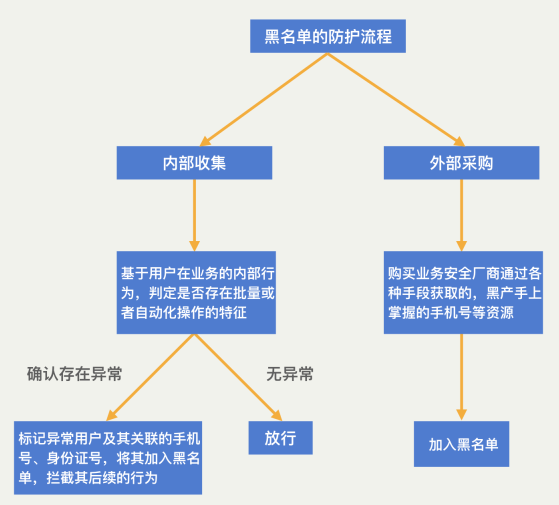 黑名单的防护流程
内部收集
外部采购
基于用户在业务的内部行
为，判定是否存在批量或
者自动化操作的特征
购买业务安全厂商通过各
种手段获取的，黑产手上
掌握的手机号等资源
确认存在异常
无异常
标记异常用户及其关联的手机
号、身份证号，将其加入黑名
单，拦截其后续的行为
放行
加入黑名单